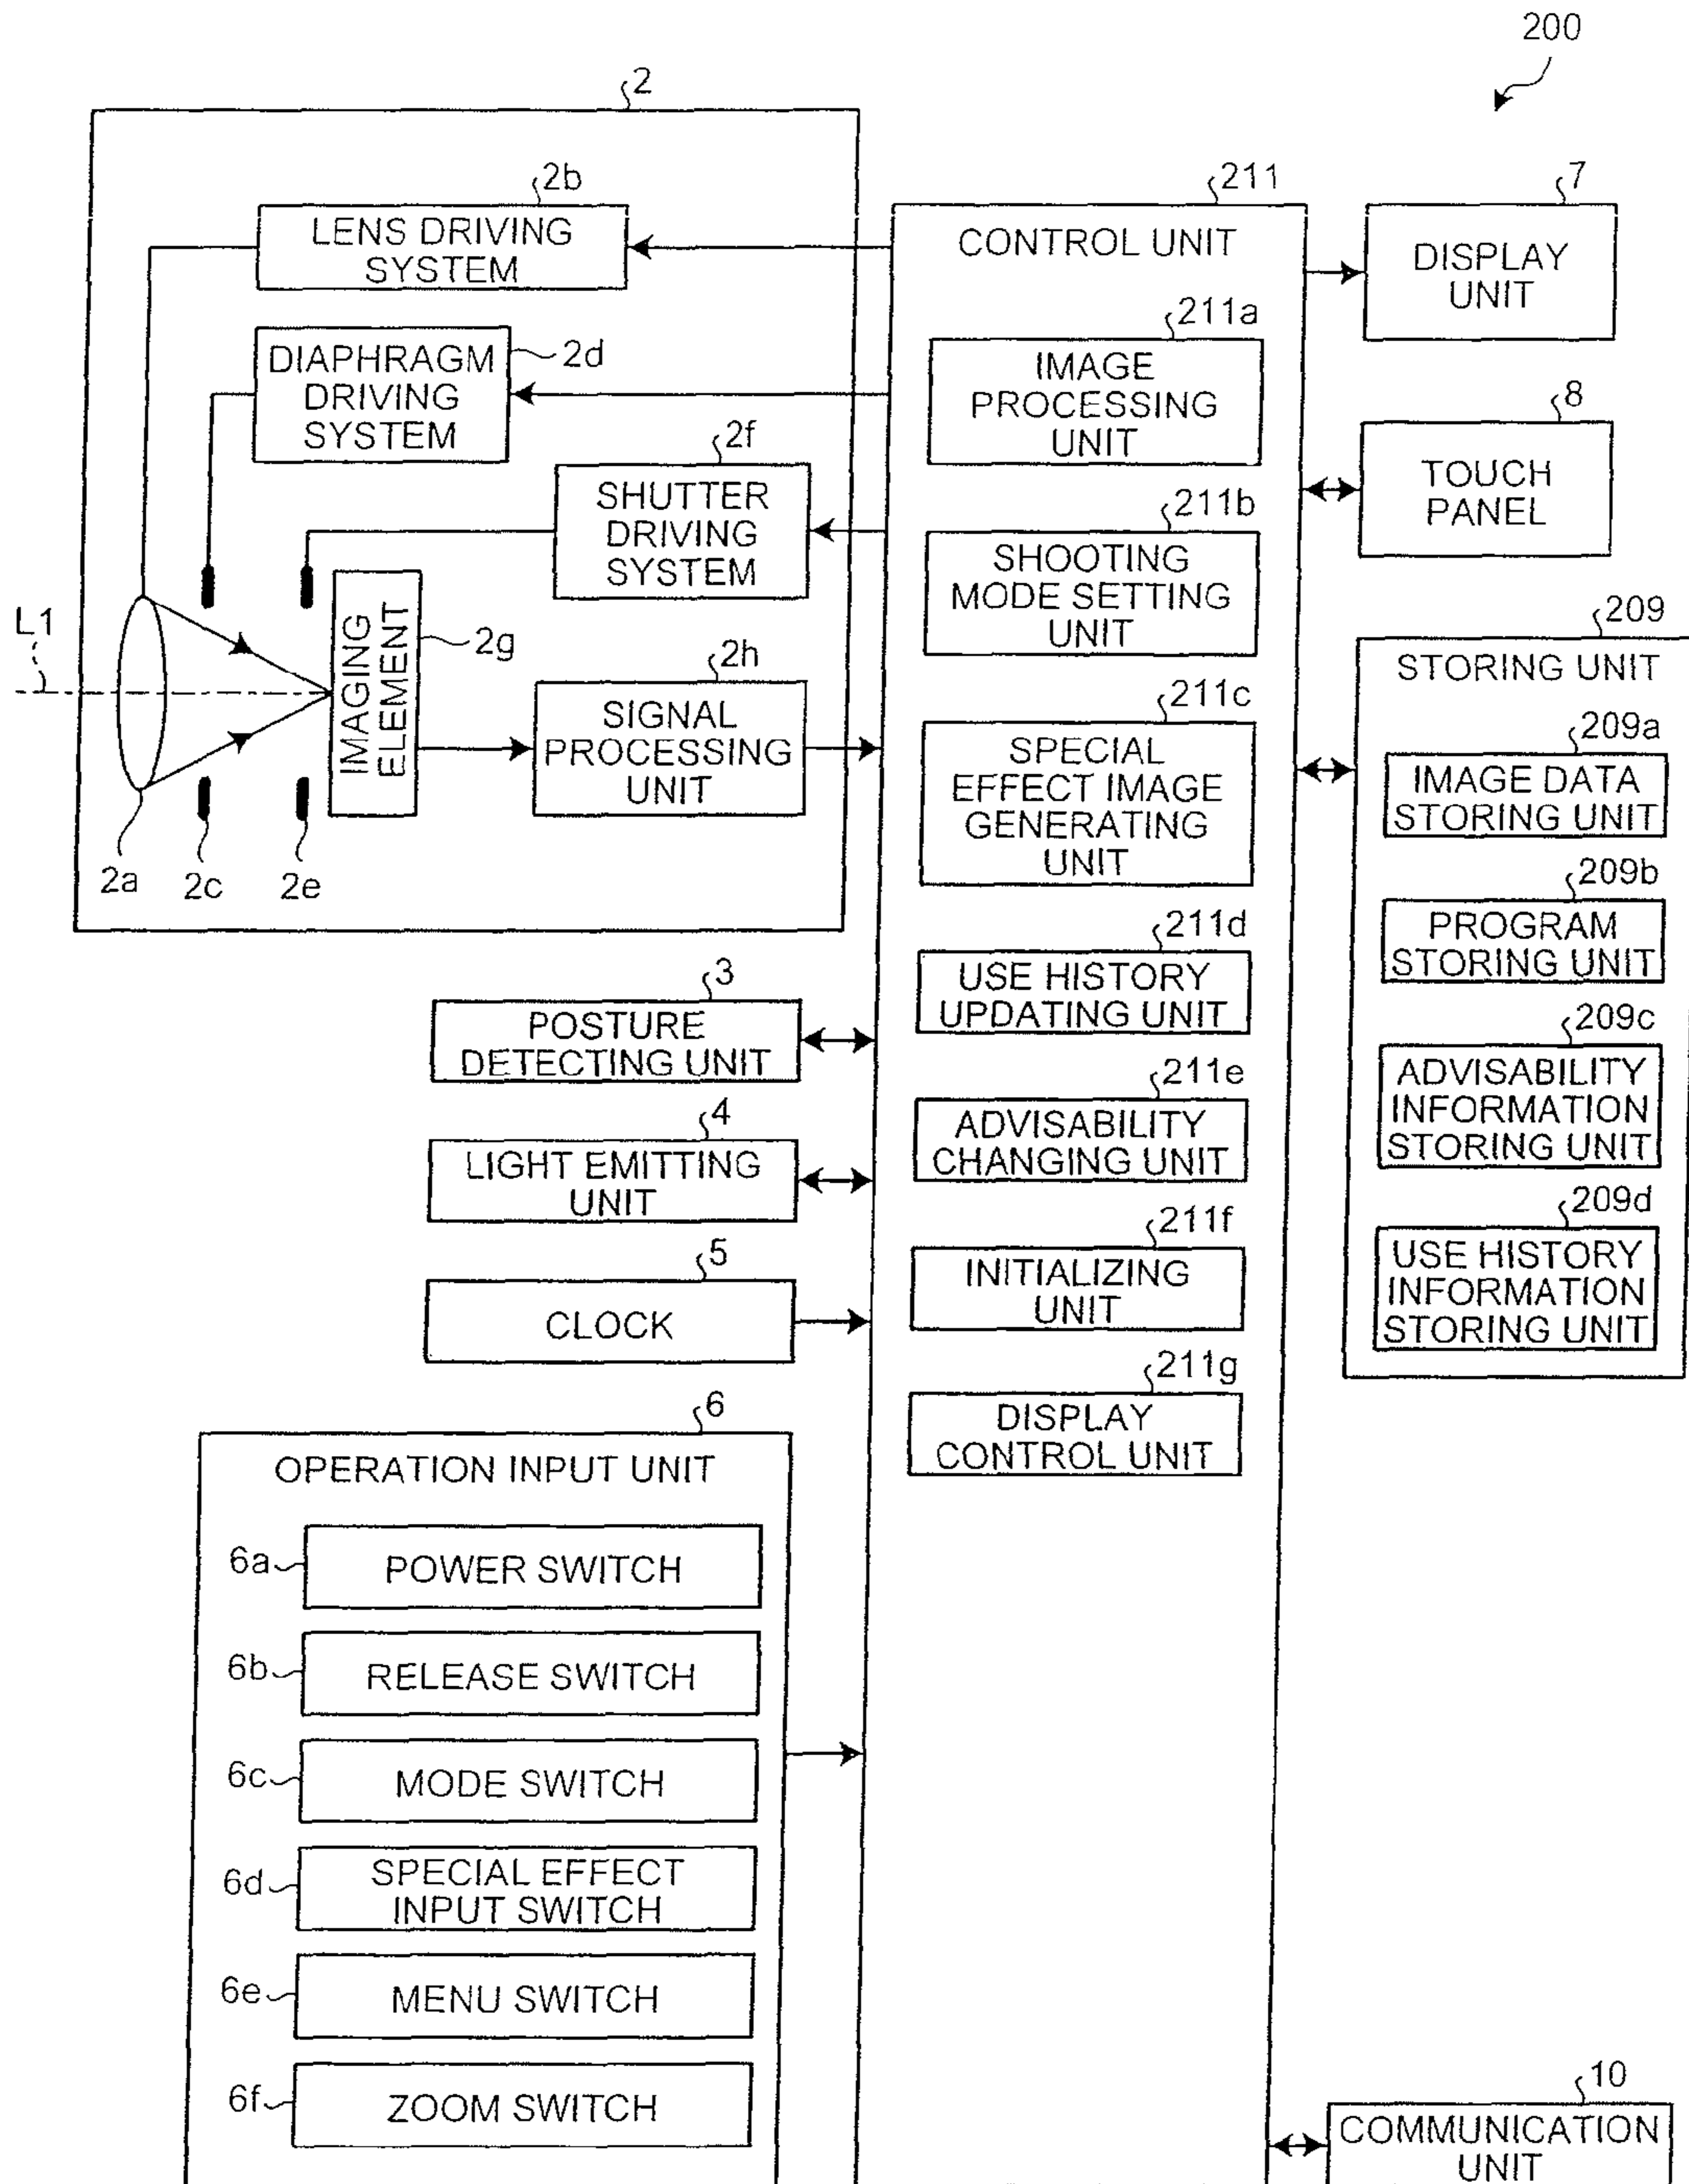 200
2
2b
LENS DRIVING
SYSTEM
DIAPHRAGM
DRIVING
SYSTEM
2d
2f
SHUTTER
DRIVING
SYSTEM
L1
IMAGING
ELEMENT
2g
2h
SIGNAL
PROCESSING
UNIT
2a
2c
2e
3
POSTURE
DETECTING UNIT
4
LIGHT EMITTING
UNIT
5
CLOCK
6
OPERATION INPUT UNIT
6a
POWER SWITCH
6b
RELEASE SWITCH
6c
MODE SWITCH
6d
SPECIAL EFFECT
INPUT SWITCH
6e
MENU SWITCH
6f
ZOOM SWITCH
211
CONTROL UNIT
211a
IMAGE
PROCESSING
UNIT
211b
SHOOTING
MODE SETTING
UNIT
211c
SPECIAL
EFFECT IMAGE
GENERATING
UNIT
211d
USE HISTORY
UPDATING UNIT
211e
ADVISABILITY
CHANGING UNIT
211f
INITIALIZING
UNIT
211g
DISPLAY
CONTROL UNIT
7
DISPLAY
UNIT
8
TOUCH
PANEL
209
STORING UNIT
209a
IMAGE DATA
STORING UNIT
209b
PROGRAM
STORING UNIT
209c
ADVISABILITY
INFORMATION
STORING UNIT
209d
USE HISTORY
INFORMATION
STORING UNIT
10
COMMUNICATION
UNIT